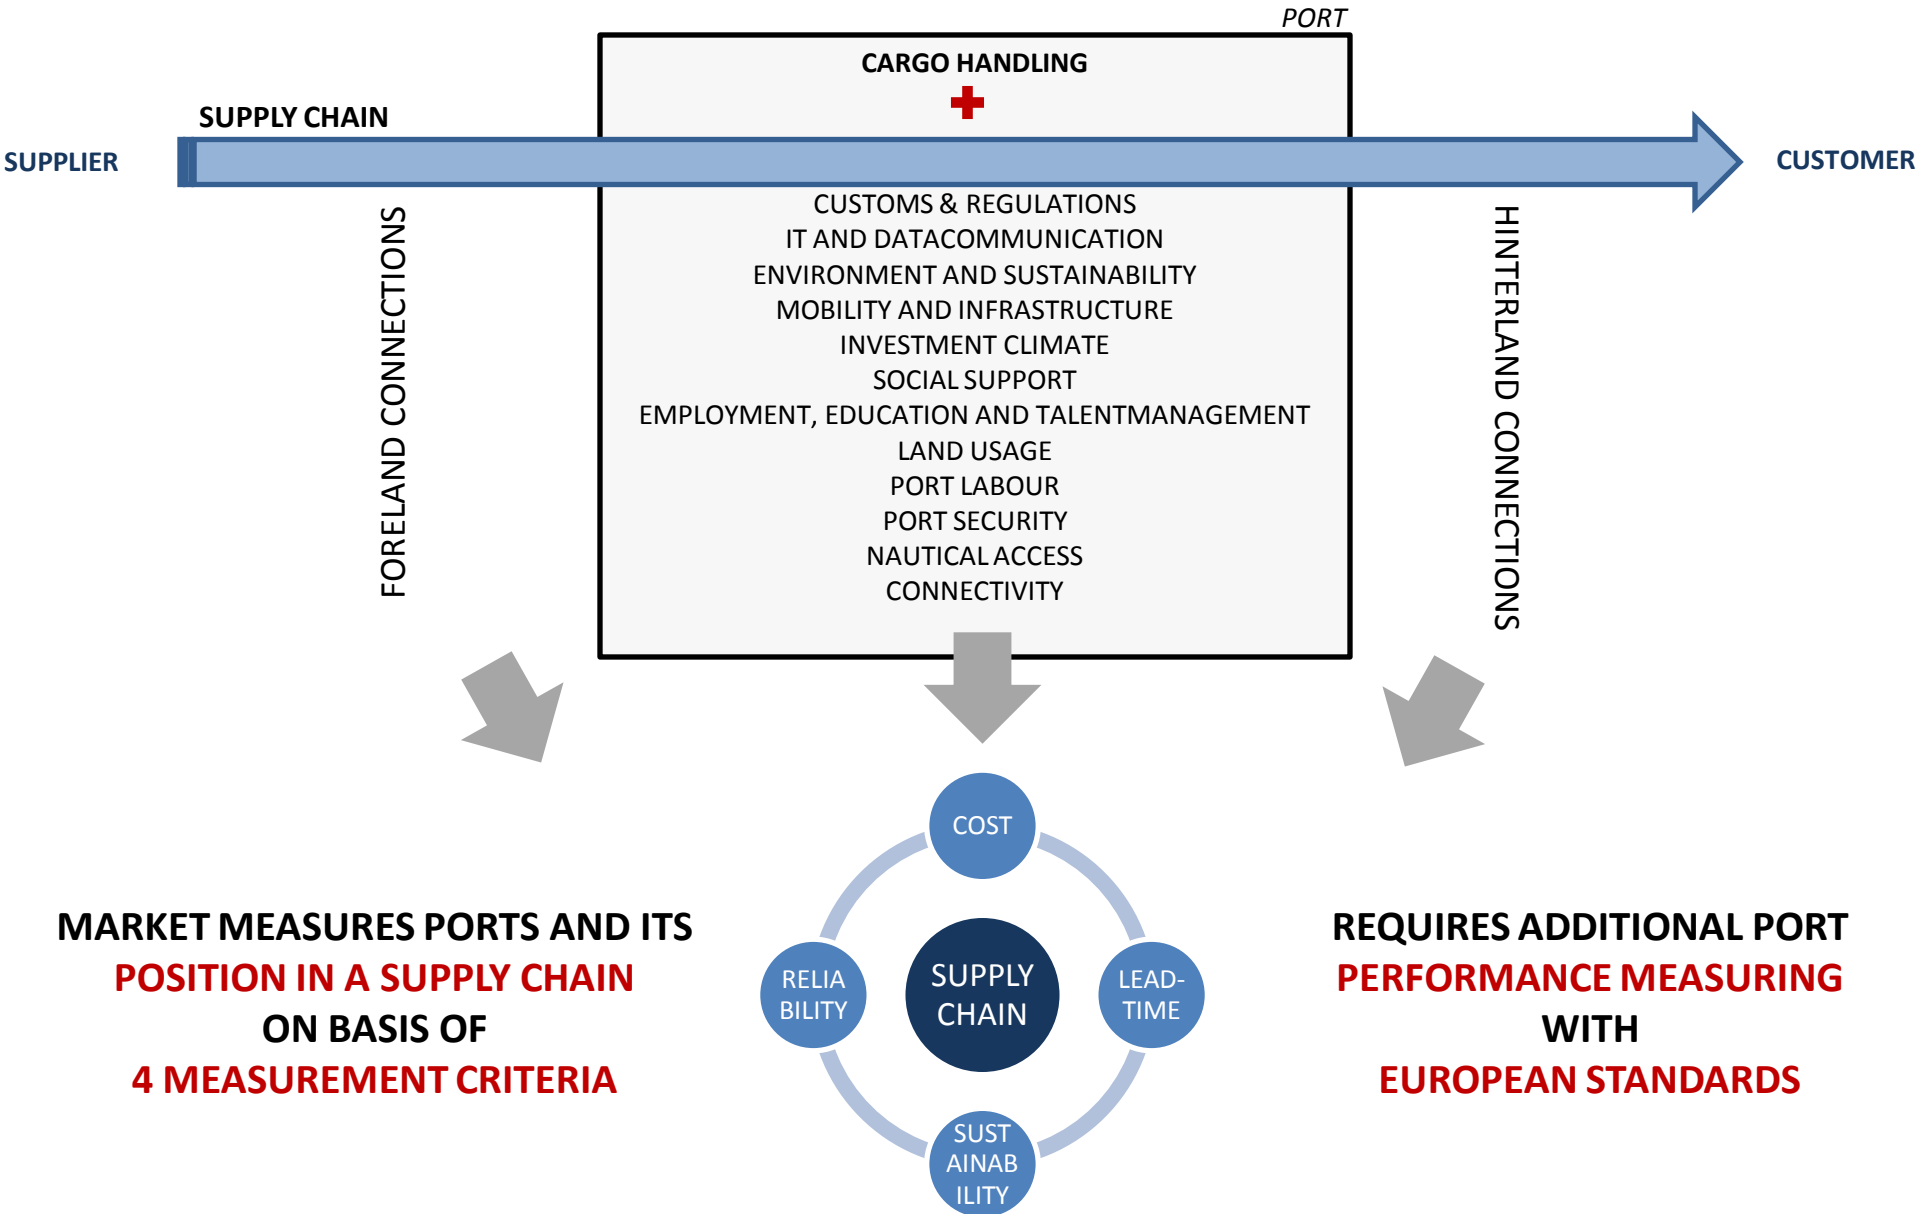 PORT
CARGO HANDLING
SUPPLY CHAIN
SUPPLIER
CUSTOMER
FORELAND CONNECTIONS
CUSTOMS & REGULATIONS
IT AND DATACOMMUNICATION
ENVIRONMENT AND SUSTAINABILITY
MOBILITY AND INFRASTRUCTURE
INVESTMENT CLIMATE
SOCIAL SUPPORT
EMPLOYMENT, EDUCATION AND TALENTMANAGEMENT
LAND USAGE
PORT LABOUR
PORT SECURITY
NAUTICAL ACCESS
CONNECTIVITY
HINTERLAND CONNECTIONS
MARKET MEASURES PORTS AND ITS
POSITION IN A SUPPLY CHAIN
ON BASIS OF
4 MEASUREMENT CRITERIA
COST
RELIA
BILITY
SUPPLY
CHAIN
LEAD-
TIME
SUST
AINAB
ILITY
REQUIRES ADDITIONAL PORT
PERFORMANCE MEASURING
WITH
EUROPEAN STANDARDS